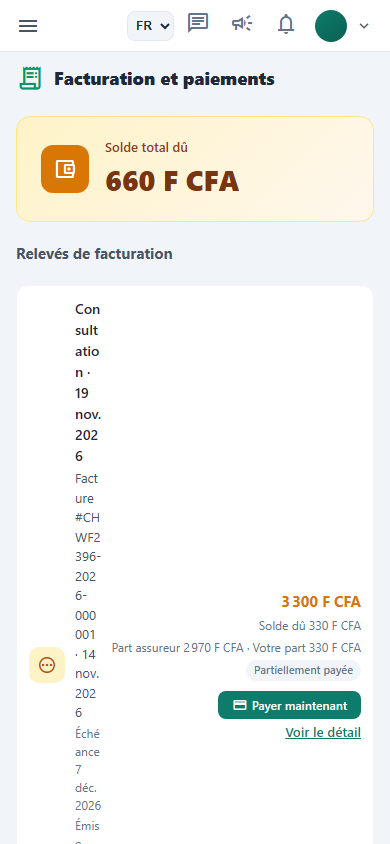 FR
Facturation et paiements
Solde total dû
660 F CFA
Relevés de facturation
Con
sult
atio
n ·
19
nov.
202
6
Fact
ure
#CH
WF2
396-
202
6-
000
001
· 14
nov.
202
6
Éché
ance
7
déc.
2026
Émis
3 300 F CFA
Solde dû 330 F CFA
Part assureur 2 970 F CFA · Votre part 330 F CFA
Partiellement payée
Payer maintenant
Voir le détail